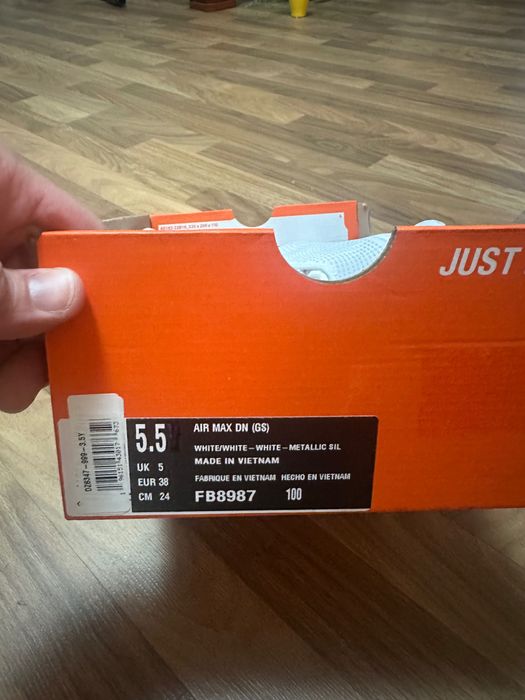 JUST
5.5Y
AIR MAX DN (GS)
WHITE/WHITE-WHITE-METALLIC SIL
UK 5
MADE IN VIETNAM
EUR 38
FABRIQUE EN VIETNAM HECHO EN VIETNAM
CM 24
FB8987 100